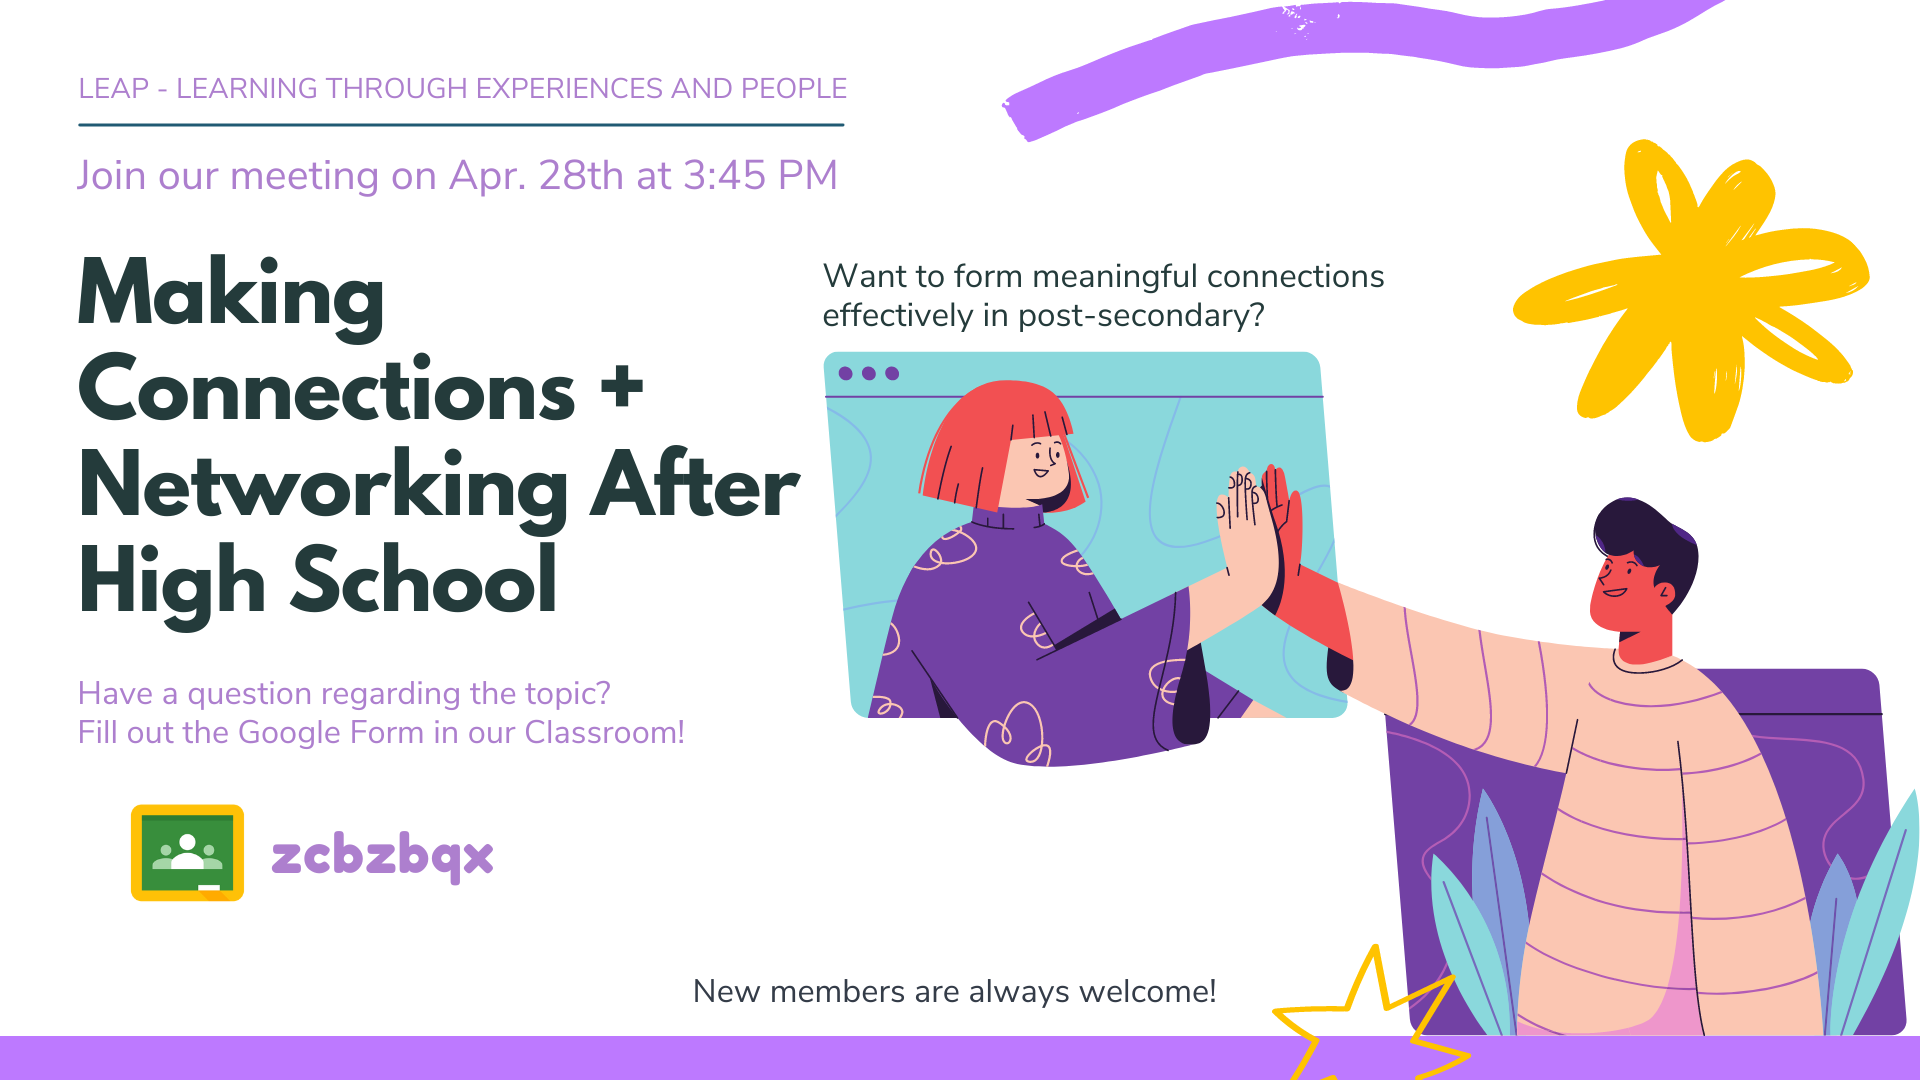 LEAP - LEARNING THROUGH EXPERIENCES AND PEOPLE
Join our meeting on Apr. 28th at 3:45 PM
Making
Connections +
Networking After
High School
Want to form meaningful connections
effectively in post-secondary?
Have a question regarding the topic?
Fill out the Google Form in our Classroom!
zcbzbqx
New members are always welcome!